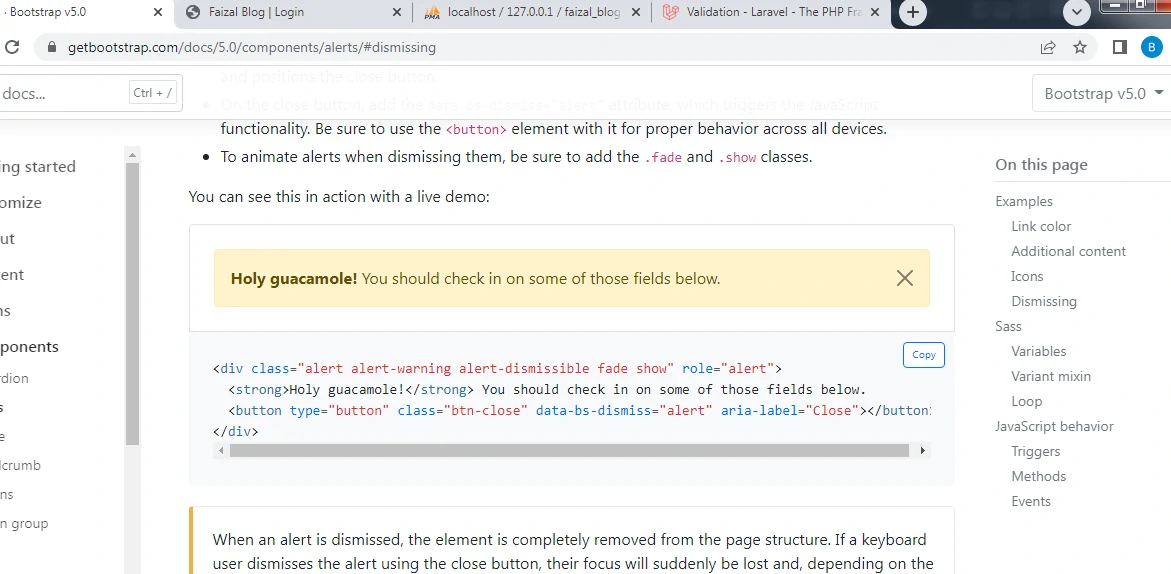 · Bootstrap v5.0
Faizal Blog | Login
localhost / 127.0.0.1 / faizal_blog
Validation - Laravel - The PHP Fra
getbootstrap.com/docs/5.0/components/alerts/#dismissing
B
docs...
Ctrl + /
Bootstrap v5.0
and positions the close button.
On the close button, add the data-bs-dismiss="alert" attribute, which triggers the JavaScript
functionality. Be sure to use the <button> element with it for proper behavior across all devices.
To animate alerts when dismissing them, be sure to add the .fade and .show classes.
You can see this in action with a live demo:
Holy guacamole! You should check in on some of those fields below.
Copy
<div class="alert alert-warning alert-dismissible fade show" role="alert">
<strong>Holy guacamole!</strong> You should check in on some of those fields below.
<button type="button" class="btn-close" data-bs-dismiss="alert" aria-label="Close"></button
</div>
When an alert is dismissed, the element is completely removed from the page structure. If a keyboard
user dismisses the alert using the close button, their focus will suddenly be lost and, depending on the
ing started
omize
ut
ent
ns
ponents
rdion
s
e
dcrumb
ns
n group
On this page
Examples
Link color
Additional content
Icons
Dismissing
Sass
Variables
Variant mixin
Loop
JavaScript behavior
Triggers
Methods
Events